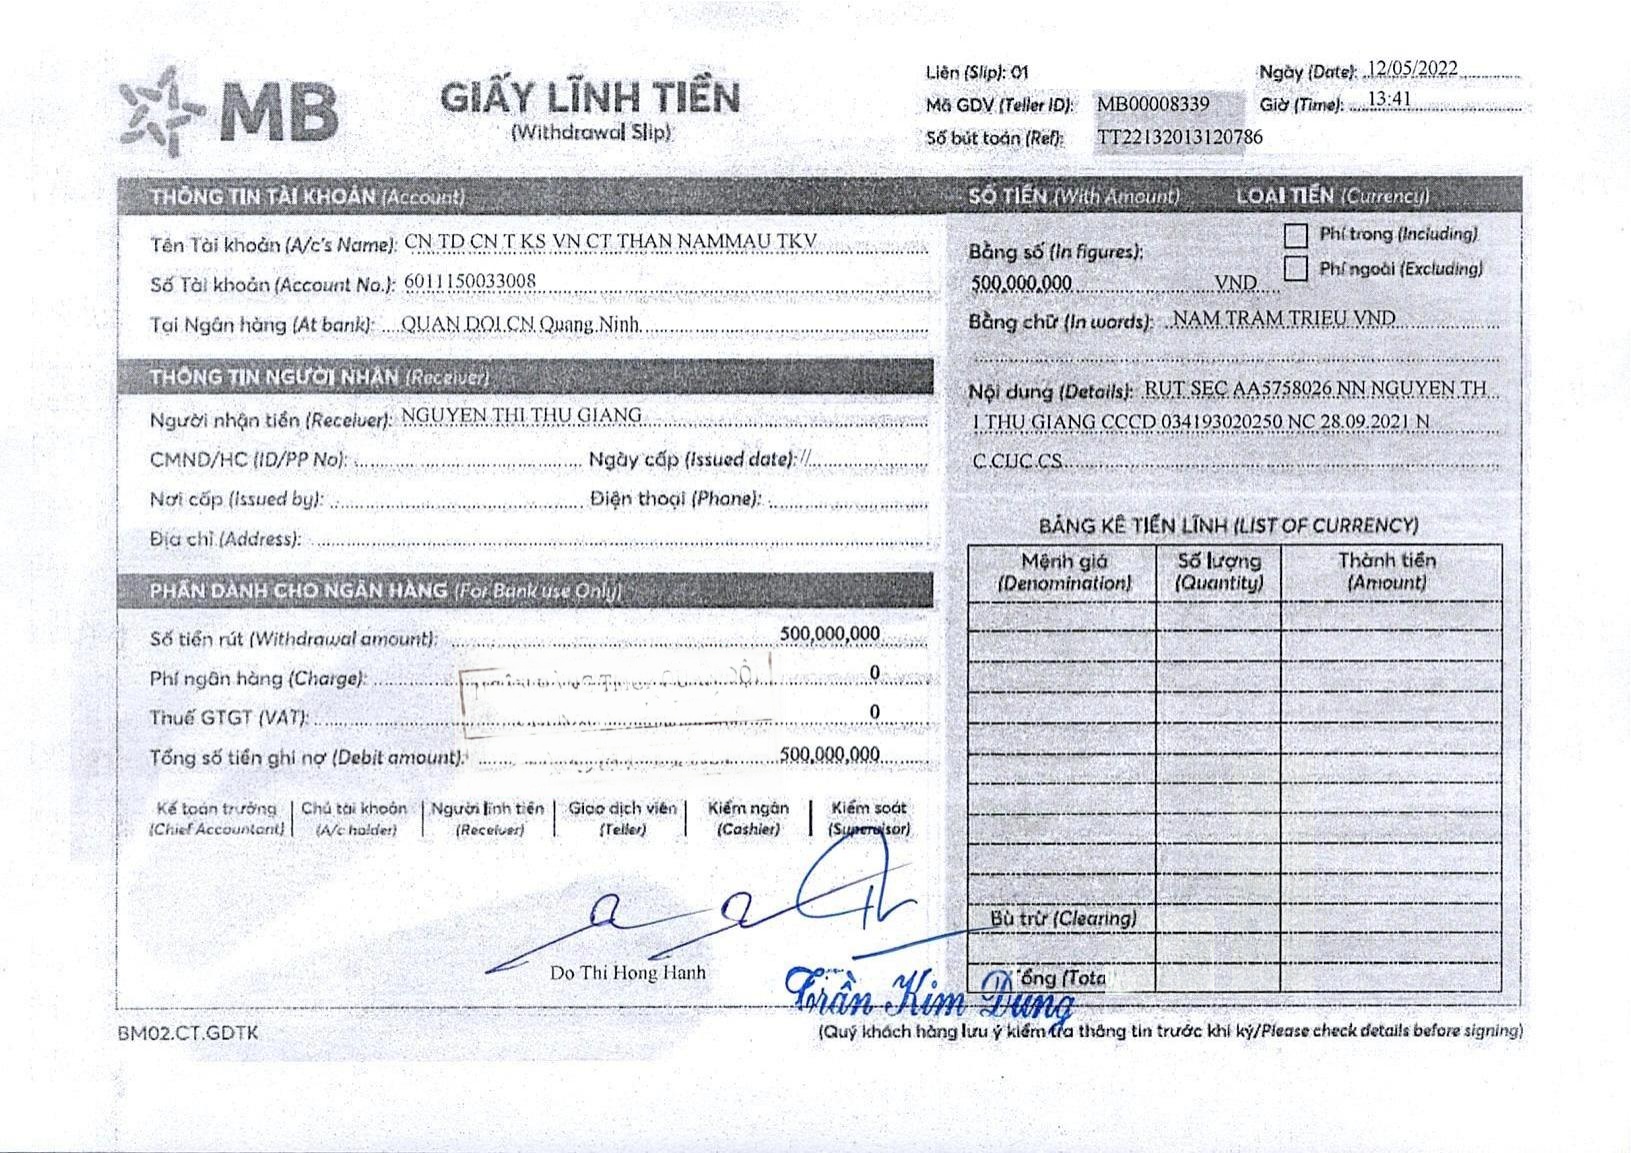 MB
GIẤY LĨNH TIỀN
(Withdrawal Slip)
Liên (Slip): 01
Mã GDV (Teller ID): MB00008339
Số bút toán (Ref): TT22132013120786
Ngày (Date): 12/05/2022
Giờ (Time): 13:41
THÔNG TIN TÀI KHOẢN (Account)
Tên Tài khoản (A/c's Name): CN TD CN T KS VN CT THAN NAMMAU TKV
Số Tài khoản (Account No.): 6011150033008
Tại Ngân hàng (At bank): QUAN DOI.CN Quang Ninh
THÔNG TIN NGƯỜI NHẬN (Receiver)
Người nhận tiền (Receiver): NGUYEN THI THU GIANG
CMND/HC (ID/PP No): Ngày cấp (Issued date): //
Nơi cấp (Issued by): Điện thoại (Phone):
Địa chỉ (Address):
PHẦN DÀNH CHO NGÂN HÀNG (For Bank use Only)
Số tiền rút (Withdrawal amount): 500,000,000
Phí ngân hàng (Charge): 0
Thuế GTGT (VAT): 0
Tổng số tiền ghi nợ (Debit amount): 500,000,000
Kế toán trưởng | Chủ tài khoản | Người lĩnh tiền | Giao dịch viên | Kiểm ngân | Kiểm soát
(Chief Accountant) (A/c holder) (Receiver) (Teller) (Cashier) (Supervisor)
Do Thi Hong Hanh
Trần Kim Dung
SỐ TIỀN (With Amount) LOẠI TIỀN (Currency)
Bằng số (In figures):
Phí trong (Including)
Phí ngoài (Excluding)
500,000,000 VND
Bằng chữ (In words): NAM TRAM TRIEU VND
Nội dung (Details): RUT SEC AA5758026 NN NGUYEN TH
I THU GIANG CCCD 034193020250 NC 28.09.2021 N
C CUC CS
BẢNG KÊ TIỀN LĨNH (LIST OF CURRENCY)
Mệnh giá Số lượng Thành tiền
(Denomination) (Quantity) (Amount)
Bù trừ (Clearing)
Tổng (Tota
BM02.CT.GDTK
(Quý khách hàng lưu ý kiểm tra thông tin trước khi ký/Please check details before signing)